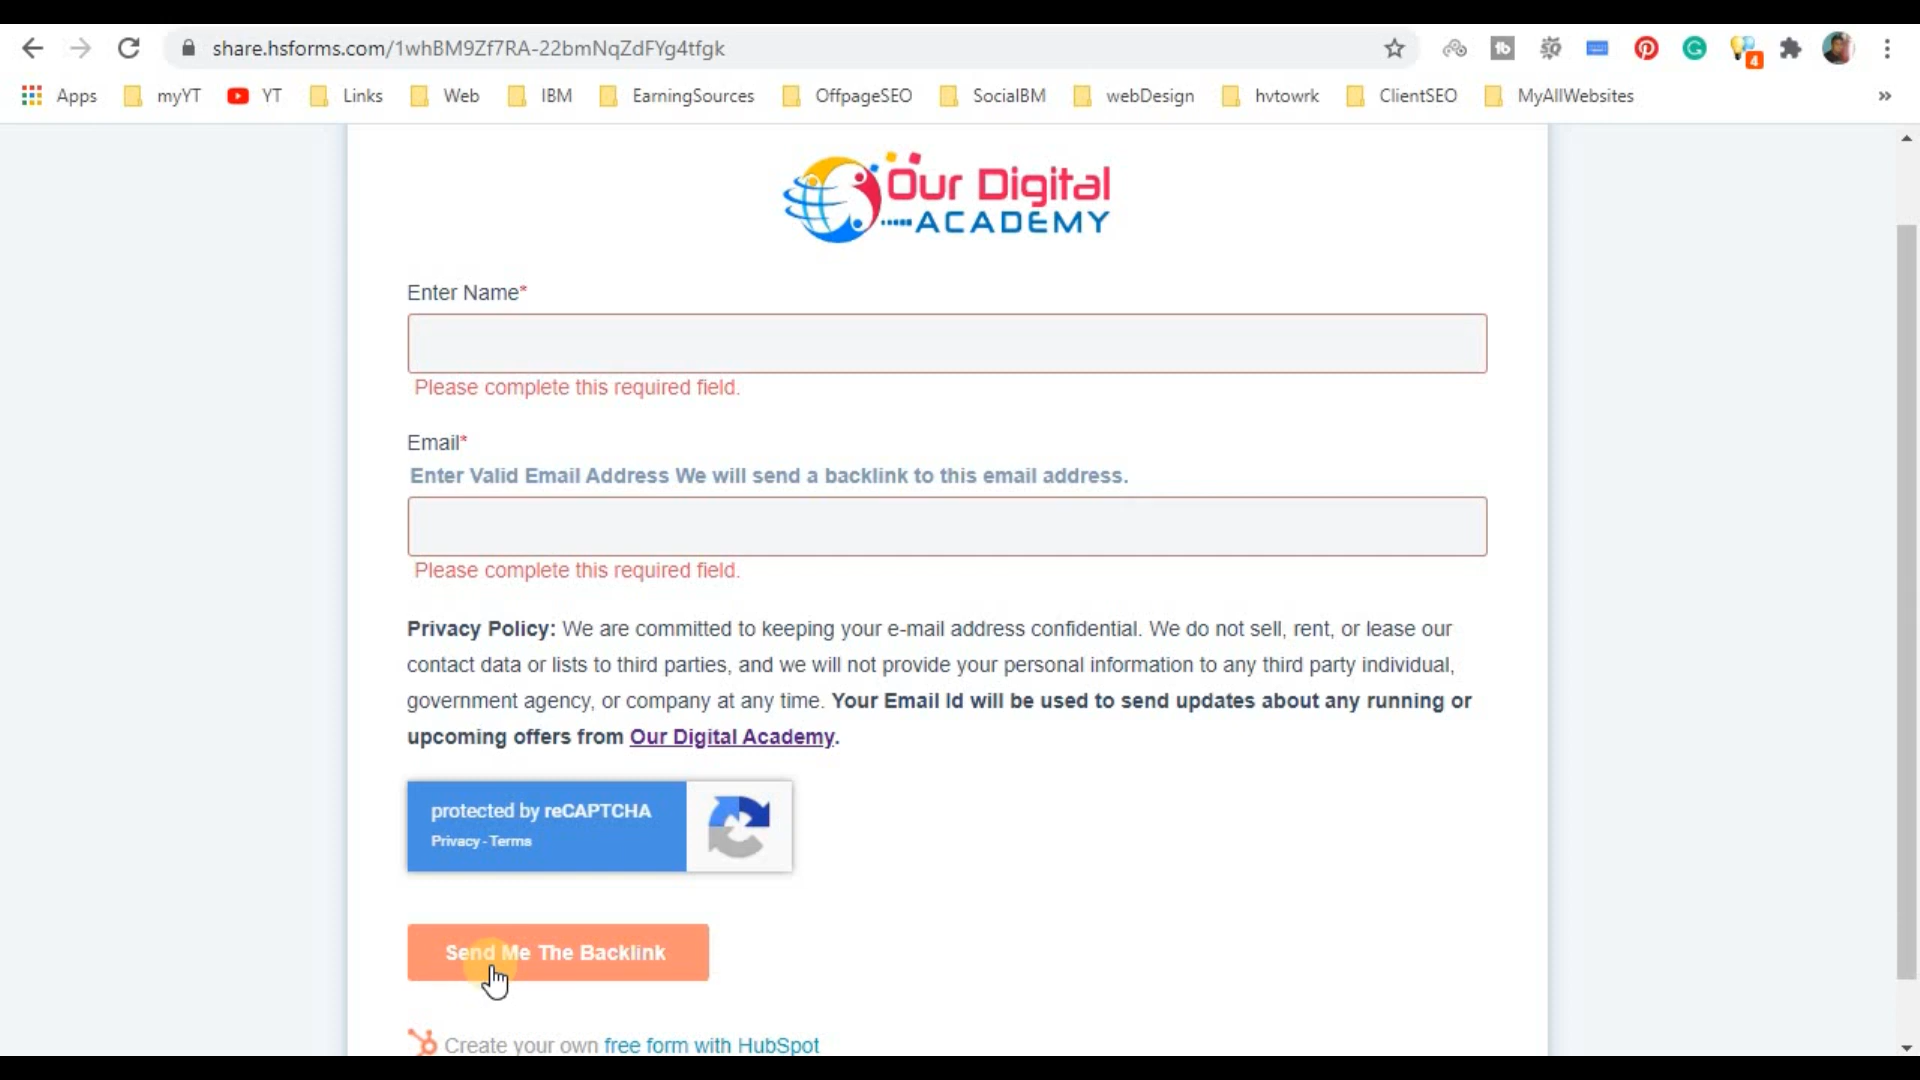 share.hsforms.com/1whBM9Zf7RA-22bmNqZdFYg4tfgk
4
Apps myYT YT Links Web IBM EarningSources OffpageSEO SocialBM webDesign hvtowrk ClientSEO MyAllWebsites »
Our Digital
ACADEMY
Enter Name*
Please complete this required field.
Email*
Enter Valid Email Address We will send a backlink to this email address.
Please complete this required field.
Privacy Policy: We are committed to keeping your e-mail address confidential. We do not sell, rent, or lease our
contact data or lists to third parties, and we will not provide your personal information to any third party individual,
government agency, or company at any time. Your Email Id will be used to send updates about any running or
upcoming offers from Our Digital Academy.
protected by reCAPTCHA
Privacy - Terms
Send Me The Backlink
Create your own free form with HubSpot